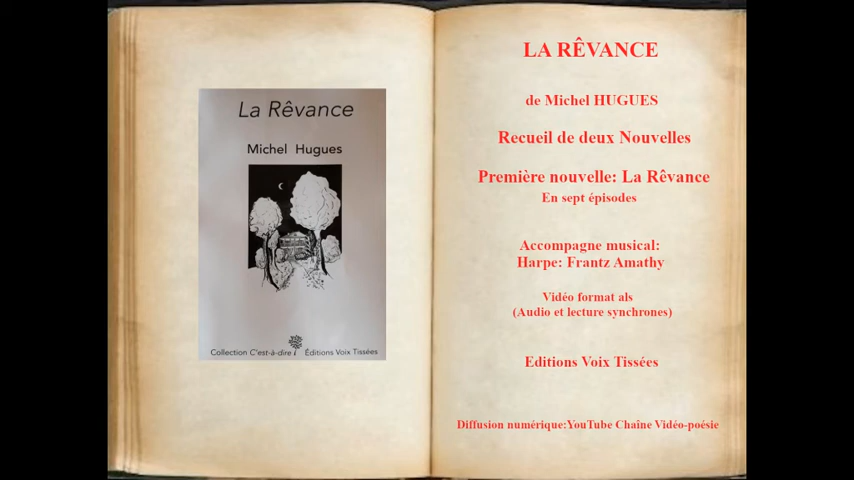 La Rêvance
Michel Hugues
Collection C'est-à-dire Éditions Voix Tissées
LA RÊVANCE
de Michel HUGUES
Recueil de deux Nouvelles
Première nouvelle: La Rêvance
En sept épisodes
Accompagne musical:
Harpe: Frantz Amathy
Vidéo format als
(Audio et lecture synchrones)
Editions Voix Tissées
Diffusion numérique:YouTube Chaîne Vidéo-poésie